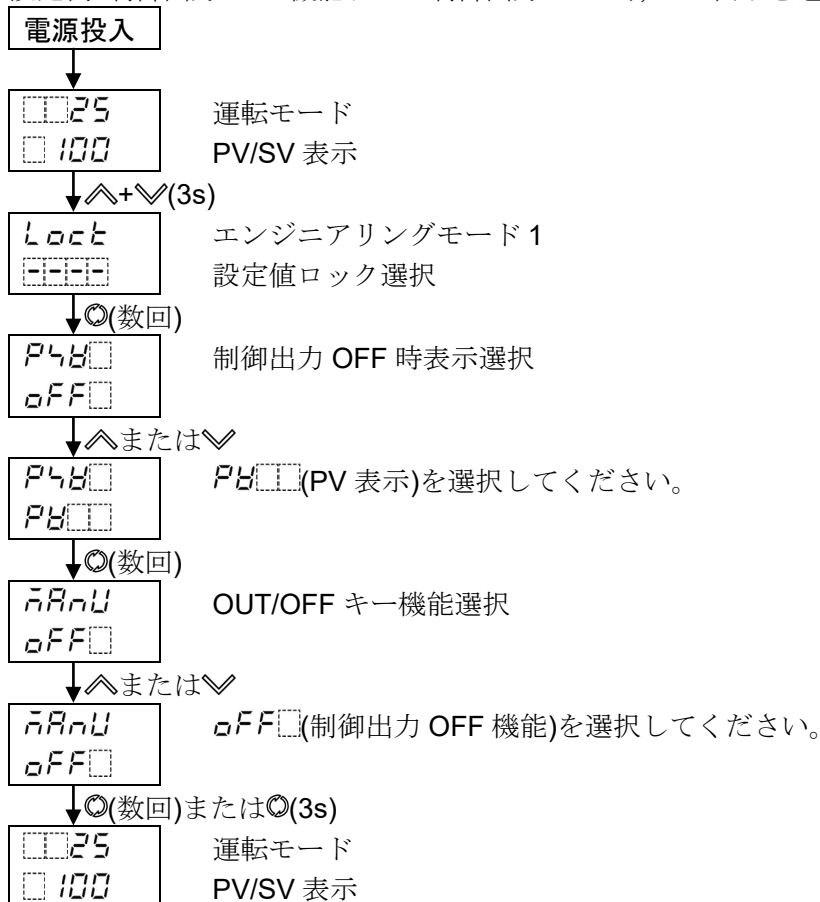 電源投入
25
100
運転モード
PV/SV 表示
+ (3s)
Lock
----
エンジニアリングモード 1
設定値ロック選択
(数回)
oFF
制御出力 OFF 時表示選択
または
PV
PV (PV 表示)を選択してください。
(数回)
MANU
oFF
OUT/OFF キー機能選択
または
MANU
oFF
oFF (制御出力 OFF 機能)を選択してください。
(数回)または (3s)
25
100
運転モード
PV/SV 表示